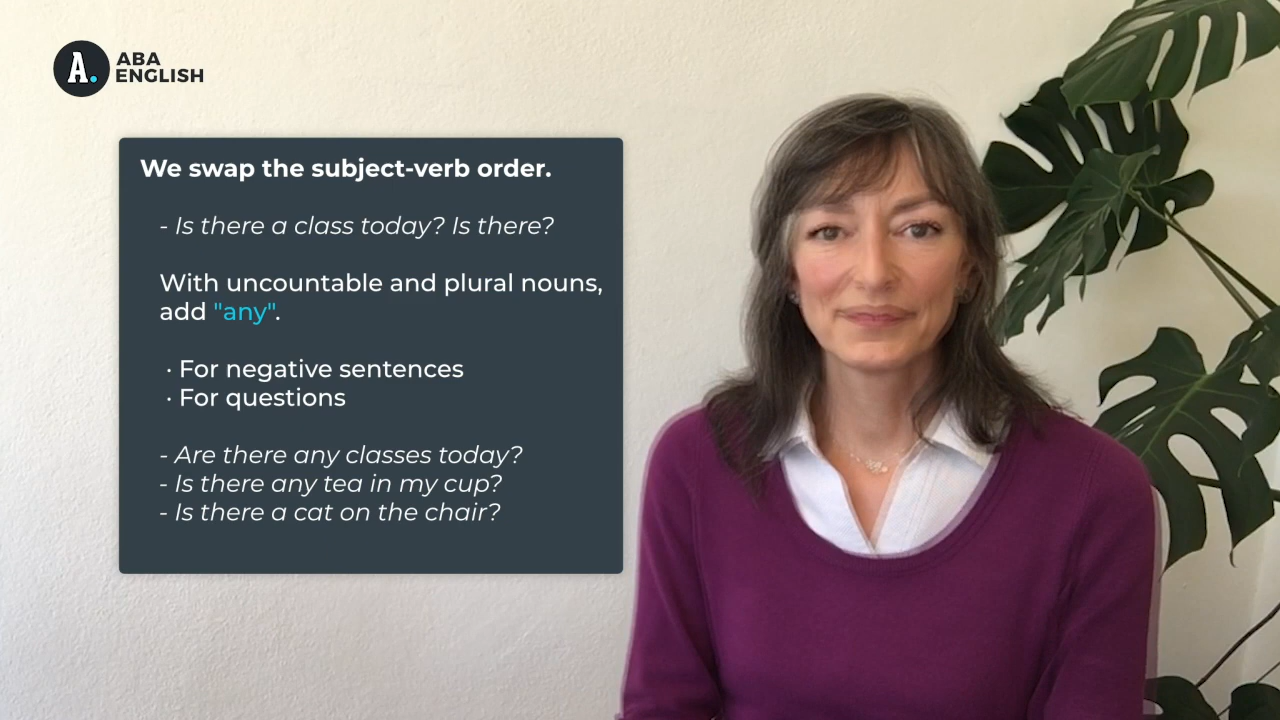 A.
ABA
ENGLISH
We swap the subject-verb order.
- Is there a class today? Is there?
With uncountable and plural nouns,
add "any".
· For negative sentences
· For questions
- Are there any classes today?
- Is there any tea in my cup?
- Is there a cat on the chair?